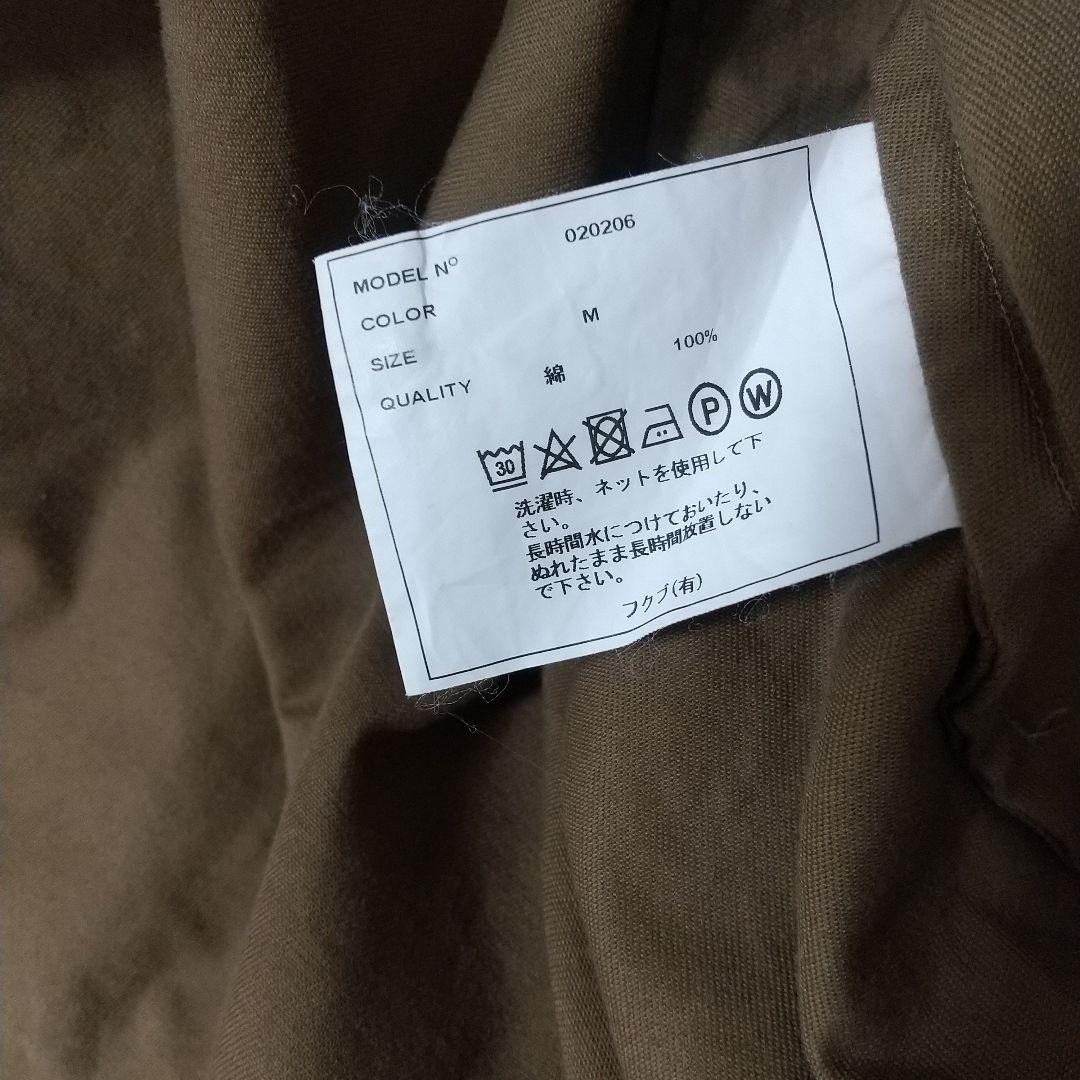 020206
MODEL Nº
COLOR
M
SIZE
100%
QUALITY
綿
30
P
W
洗濯時、ネットを使用して下
さい。
長時間水につけておいたり、
ぬれたまま長時間放置しない
で下さい。
フクブ(有)